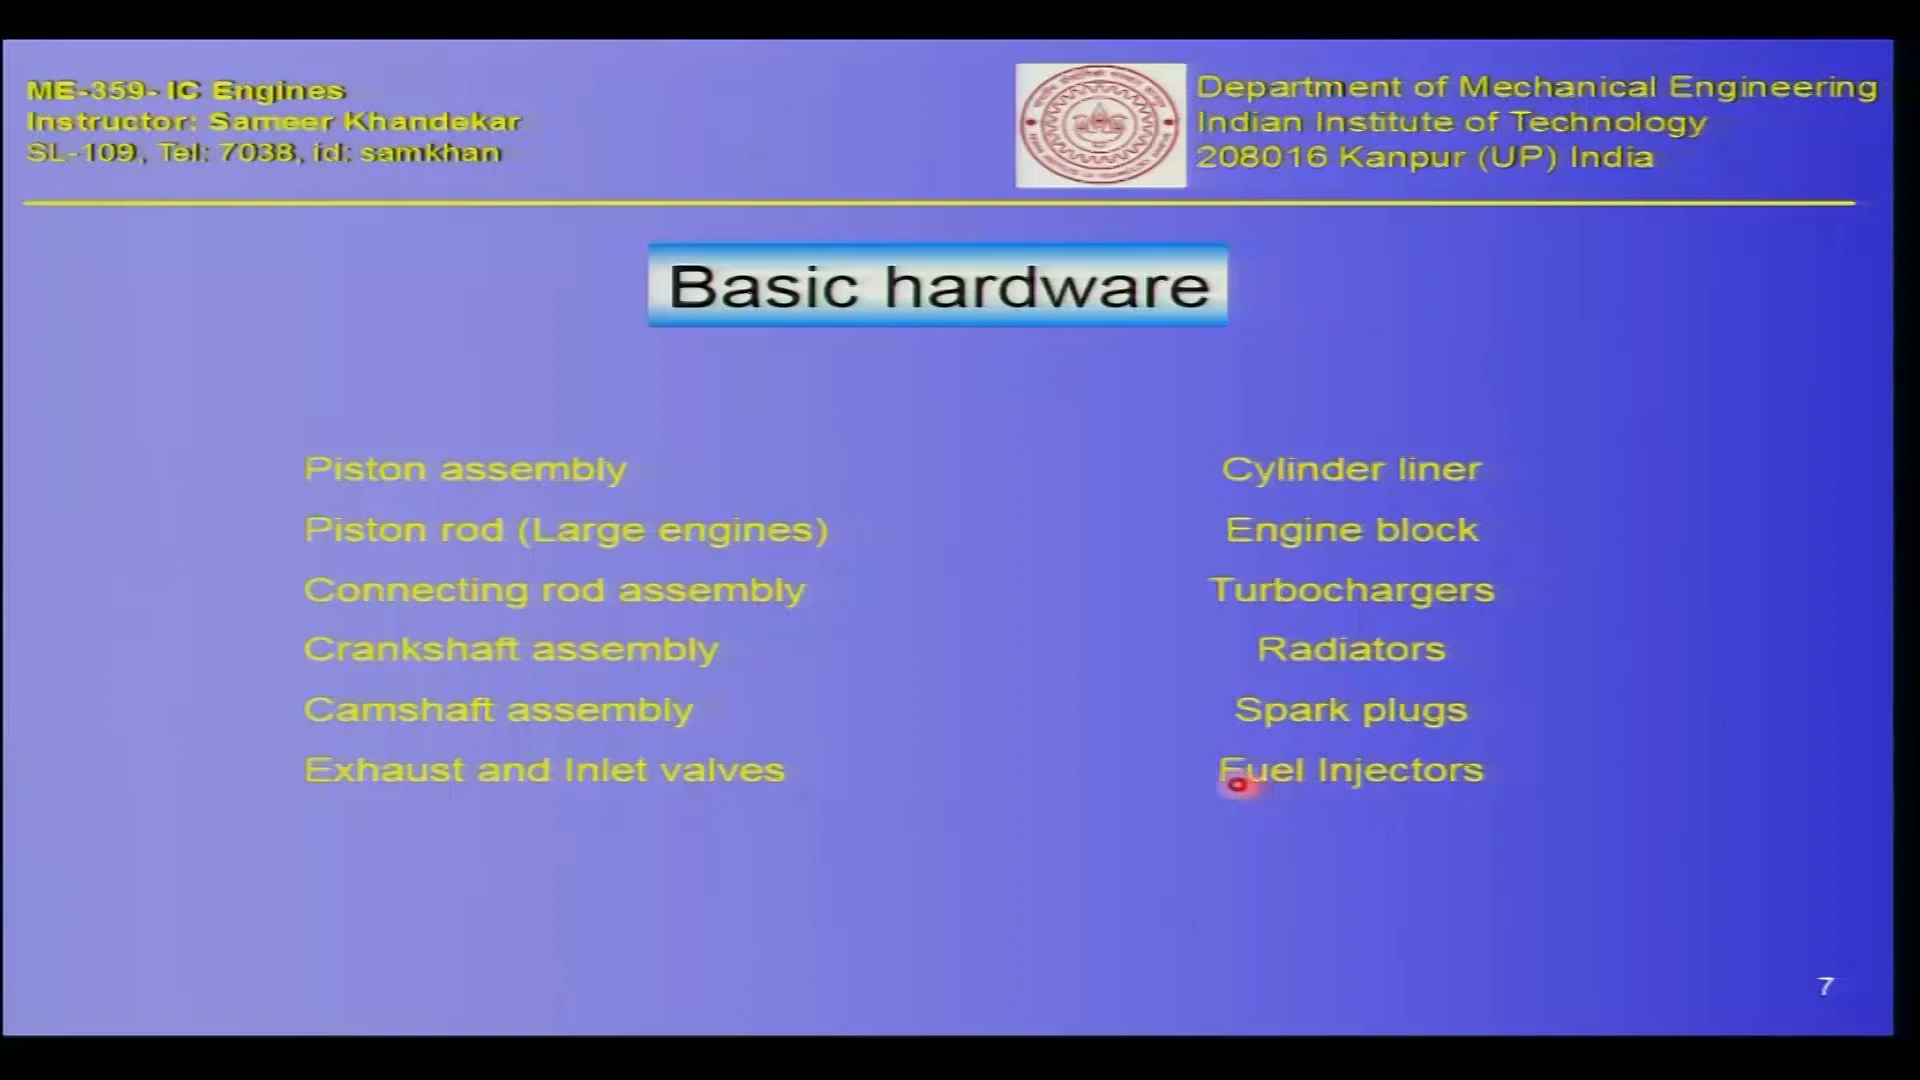 ME-359- IC Engines
Instructor: Sameer Khandekar
SL-109, Tel: 7038, id: samkhan
Department of Mechanical Engineering
Indian Institute of Technology
208016 Kanpur (UP) India
Basic hardware
Piston assembly
Piston rod (Large engines)
Connecting rod assembly
Crankshaft assembly
Camshaft assembly
Exhaust and Inlet valves
Cylinder liner
Engine block
Turbochargers
Radiators
Spark plugs
Fuel Injectors
7